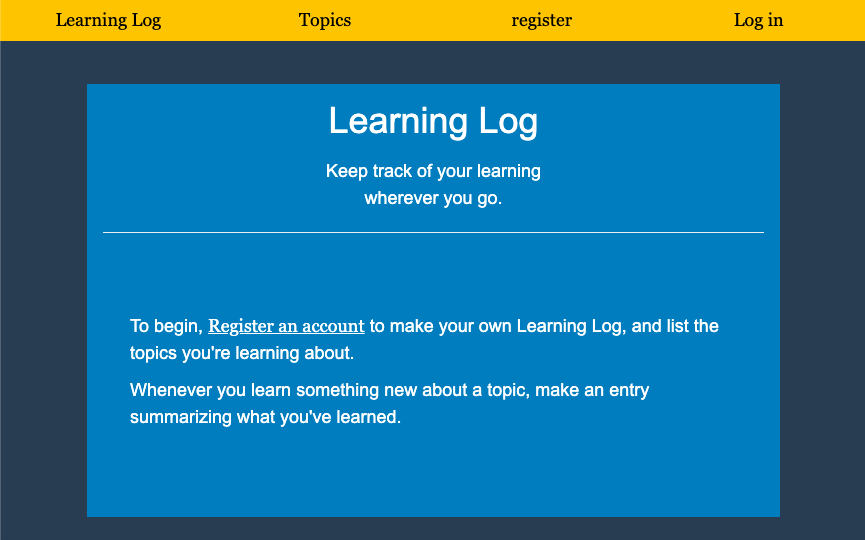 Learning Log Topics register Log in
Learning Log
Keep track of your learning
wherever you go.
To begin, Register an account to make your own Learning Log, and list the
topics you're learning about.
Whenever you learn something new about a topic, make an entry
summarizing what you've learned.